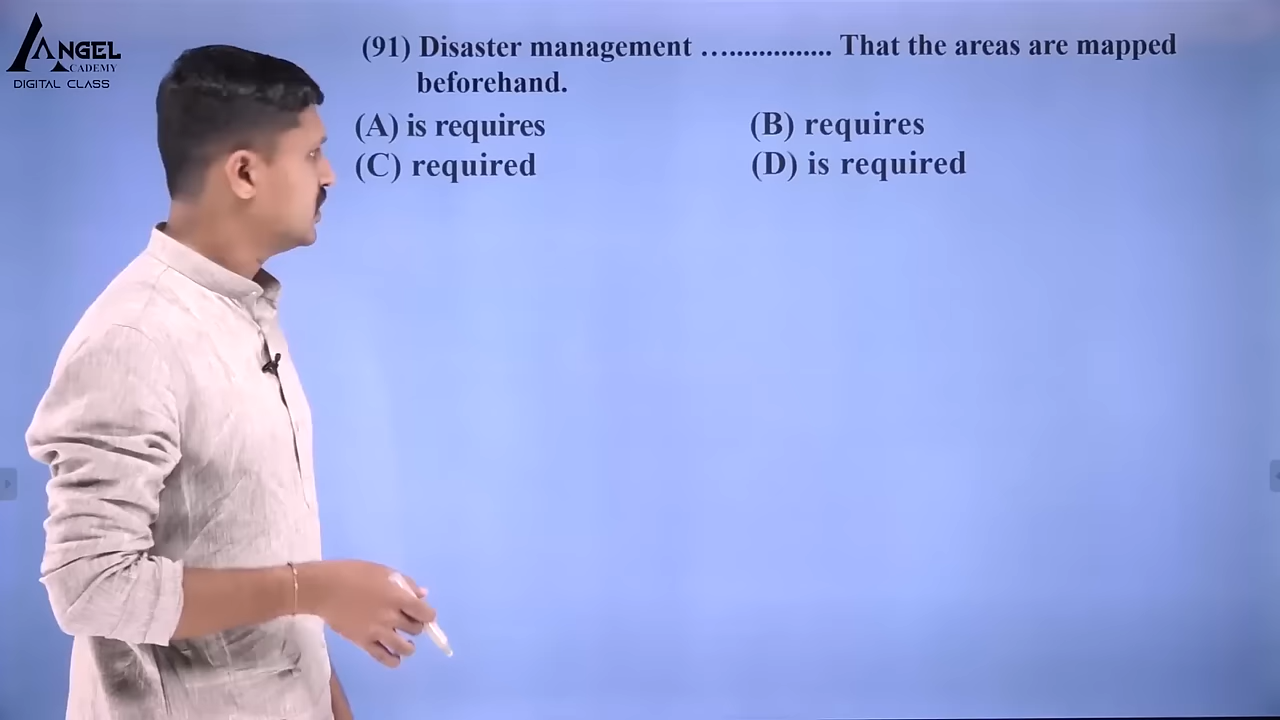 ANGEL
ACADEMY
DIGITAL CLASS
(91) Disaster management .................. That the areas are mapped
beforehand.
(A) is requires
(B) requires
(C) required
(D) is required